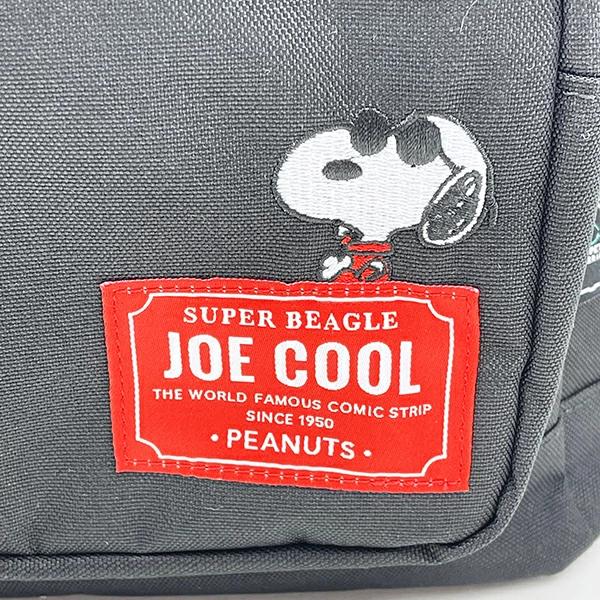 SUPER BEAGLE
JOE COOL
THE WORLD FAMOUS COMIC STRIP
SINCE 1950
· PEANUTS ·